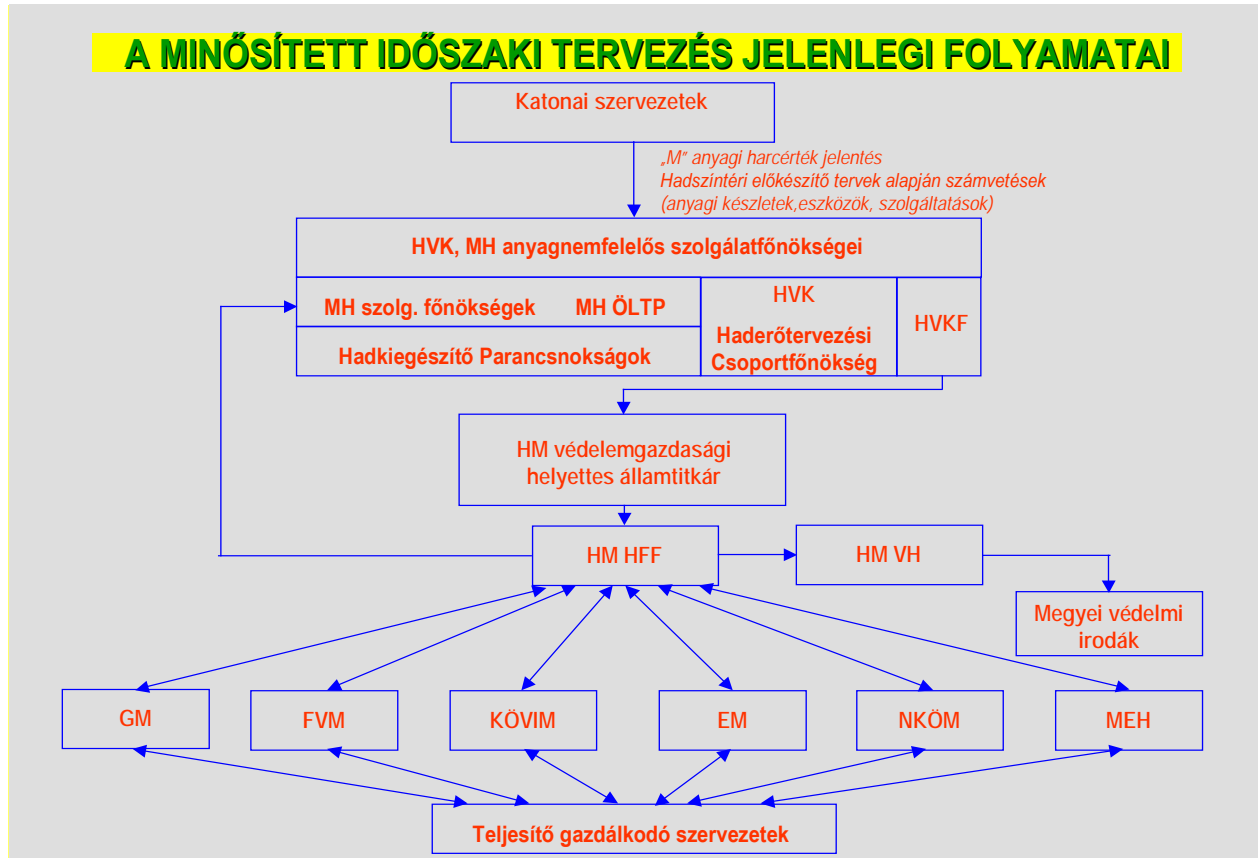 A MINŐSÍTETT IDŐSZAKI TERVEZÉS JELENLEGI FOLYAMATAI
Katonai szervezetek
„M" anyagi harcérték jelentés
Hadszíntéri előkészítő tervek alapján számvetések
(anyagi készletek,eszközök, szolgáltatások)
HVK, MH anyagnemfelelős szolgálatfőnökségei
MH szolg. főnökségek MH ÖLTP
Hadkiegészítő Parancsnokságok
HVK
Haderőtervezési
Csoportfőnökség
HVKF
HM védelemgazdasági
helyettes államtitkár
HM HFF
HM VH
Megyei védelmi
irodák
GM
FVM
KÖVIM
EM
NKÖM
MEH
Teljesítő gazdálkodó szervezetek